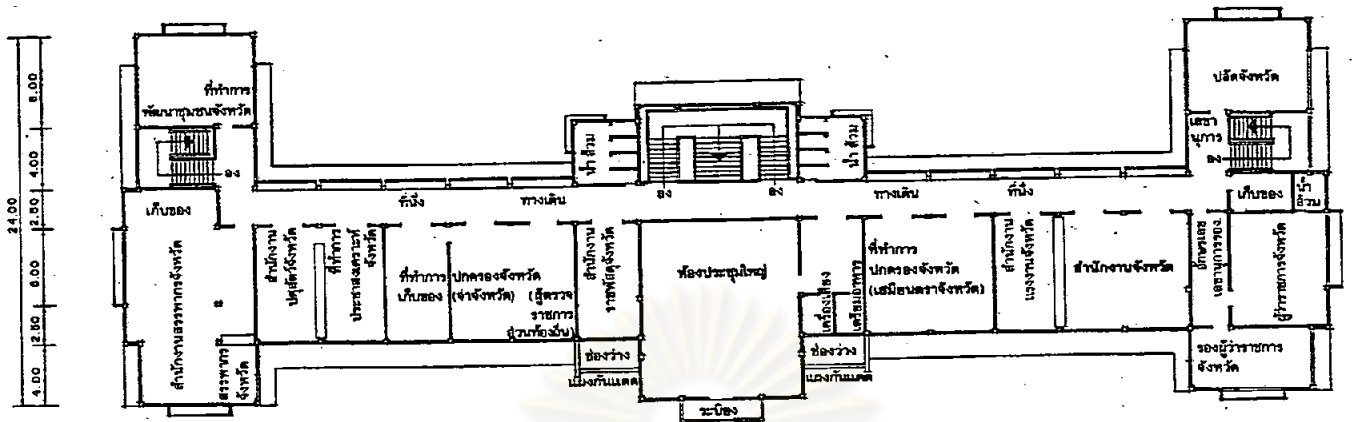 ที่ทำการ
พัฒนาชุมชนจังหวัด
ปลัดจังหวัด
เลขา
นุการ
ลง
ลง
ลง
ลง
น้ำ ส้วม
น้ำ ส้วม
เก็บของ
ที่นั่ง
ทางเดิน
ทางเดิน
ที่นั่ง
เก็บของ
น้ำ
ส้วม
สำนักงานสรรพากรจังหวัด
สรรพากร
จังหวัด
สำนักงาน
ปศุสัตว์จังหวัด
ที่ทำการ
ประชาสงเคราะห์
จังหวัด
ที่ทำการ ปกครองจังหวัด
เก็บของ (จ่าจังหวัด) (ผู้ตรวจ
ราชการ
ส่วนท้องถิ่น)
สำนักงาน
ราชพัสดุจังหวัด
ห้องประชุมใหญ่
เครื่องเสียง
เตรียมอาหาร
ที่ทำการ
ปกครองจังหวัด
(เสมียนตราจังหวัด)
สำนักงาน
แรงงานจังหวัด
สำนักงานจังหวัด
เลขานุการรอง
ผู้ว่าราชการจังหวัด
รองผู้ว่าราชการ
จังหวัด
ช่องว่าง
แผงกันแดด
ช่องว่าง
แผงกันแดด
ระเบียง
24.00
6.00
4.00
2.50
6.00
2.50
4.00